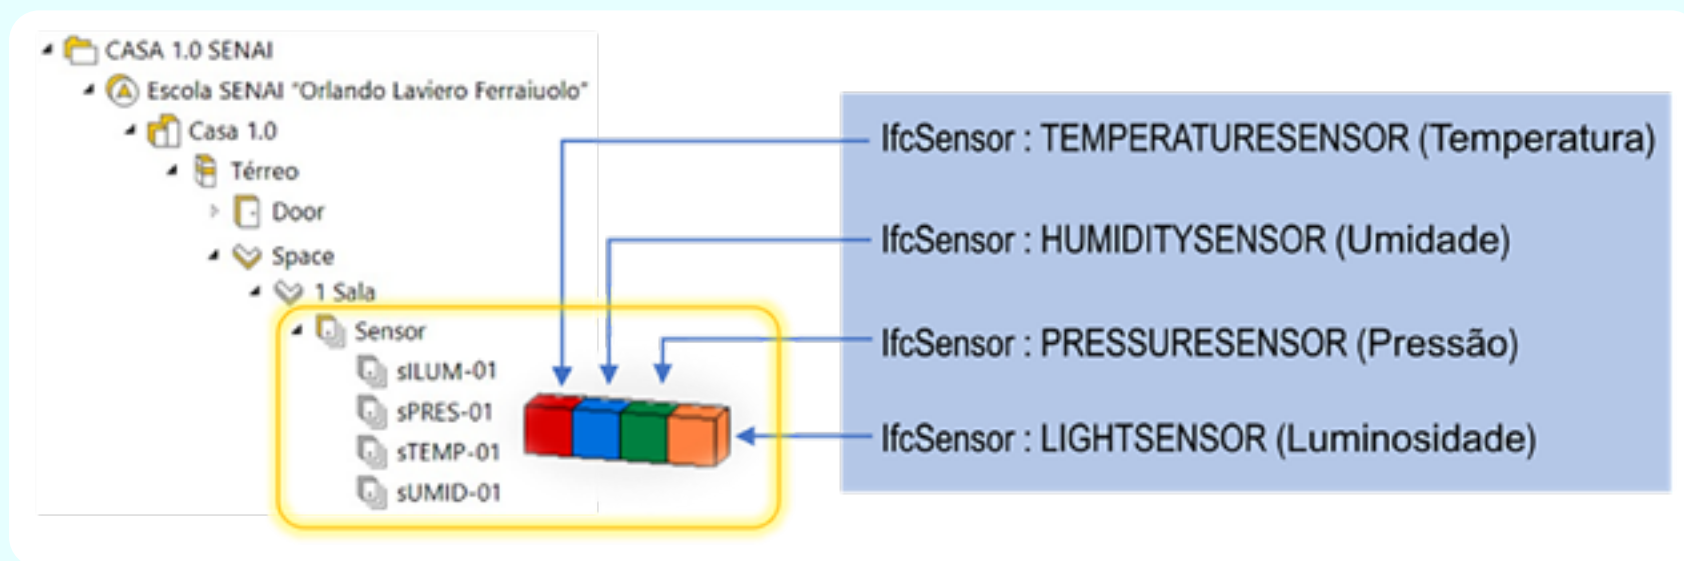 CASA 1.0 SENAI
Escola SENAI "Orlando Laviero Ferraiuolo"
Casa 1.0
Térreo
Door
Space
1 Sala
Sensor
sILUM-01
sPRES-01
sTEMP-01
sUMID-01
IfcSensor : TEMPERATURESENSOR (Temperatura)
IfcSensor : HUMIDITYSENSOR (Umidade)
IfcSensor : PRESSURESENSOR (Pressão)
IfcSensor : LIGHTSENSOR (Luminosidade)